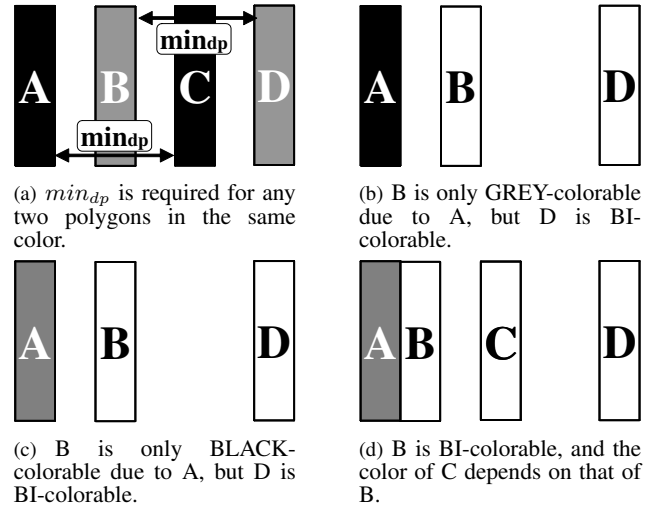 A B C D
min_dp
min_dp
(a) min_dp is required for any
two polygons in the same
color.
A B D
(b) B is only GREY-colorable
due to A, but D is BI-
colorable.
A B D
(c) B is only BLACK-
colorable due to A, but D is
BI-colorable.
A B C D
(d) B is BI-colorable, and the
color of C depends on that of
B.